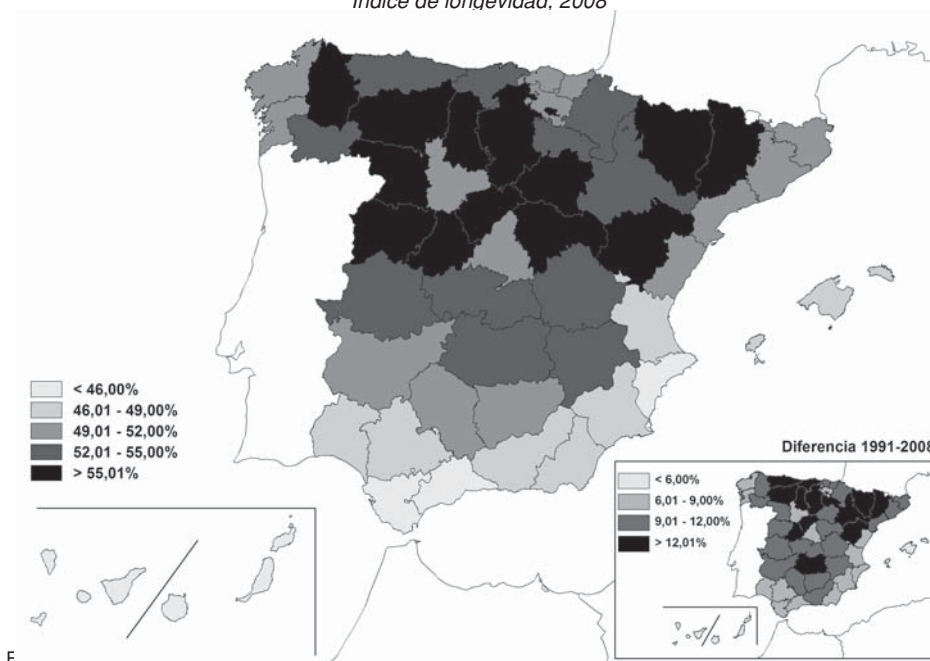 Índice de longevidad, 2008
< 46,00%
46,01 - 49,00%
49,01 - 52,00%
52,01 - 55,00%
> 55,01%
Diferencia 1991-2008
< 6,00%
6,01 - 9,00%
9,01 - 12,00%
> 12,01%